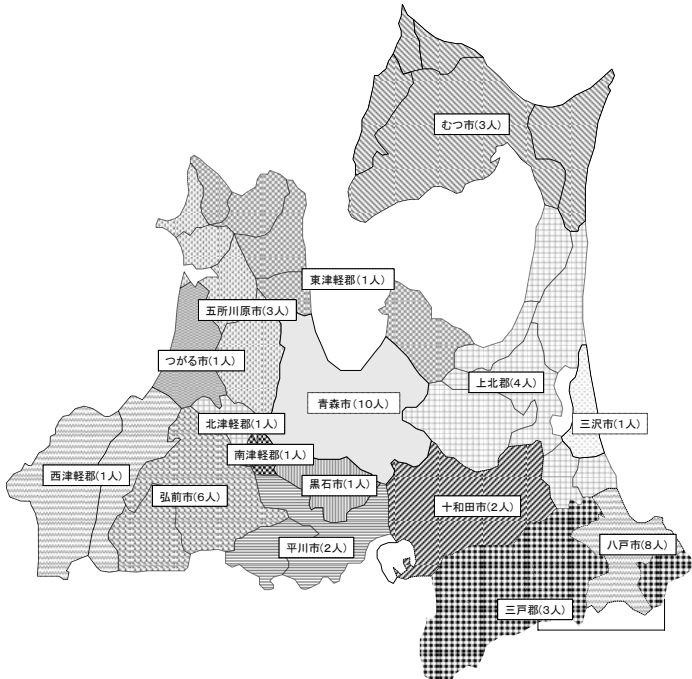 むつ市(3人)
東津軽郡(1人)
五所川原市(3人)
つがる市(1人)
上北郡(4人)
青森市(10人)
北津軽郡(1人)
三沢市(1人)
南津軽郡(1人)
西津軽郡(1人)
黒石市(1人)
弘前市(6人)
十和田市(2人)
平川市(2人)
八戸市(8人)
三戸郡(3人)